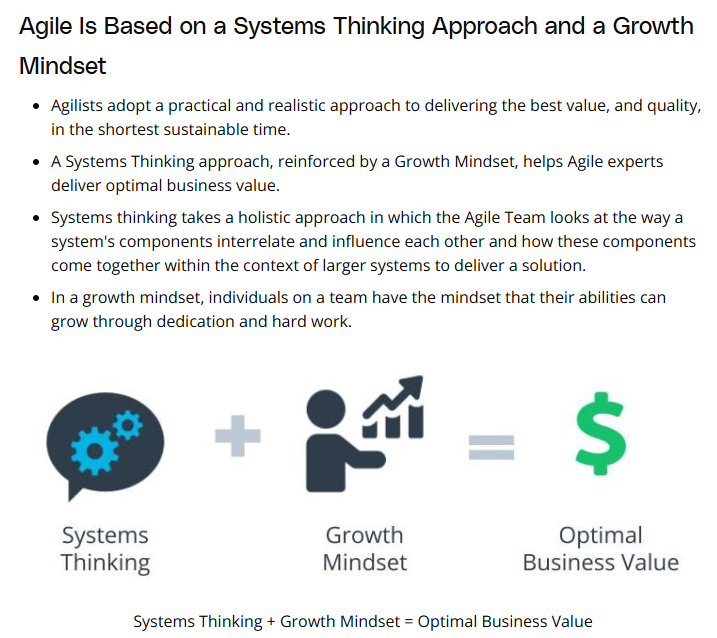 Agile Is Based on a Systems Thinking Approach and a Growth
Mindset
• Agilists adopt a practical and realistic approach to delivering the best value, and quality,
in the shortest sustainable time.
• A Systems Thinking approach, reinforced by a Growth Mindset, helps Agile experts
deliver optimal business value.
• Systems thinking takes a holistic approach in which the Agile Team looks at the way a
system's components interrelate and influence each other and how these components
come together within the context of larger systems to deliver a solution.
• In a growth mindset, individuals on a team have the mindset that their abilities can
grow through dedication and hard work.
+
=
$
Systems
Thinking
Growth
Mindset
Optimal
Business Value
Systems Thinking + Growth Mindset = Optimal Business Value